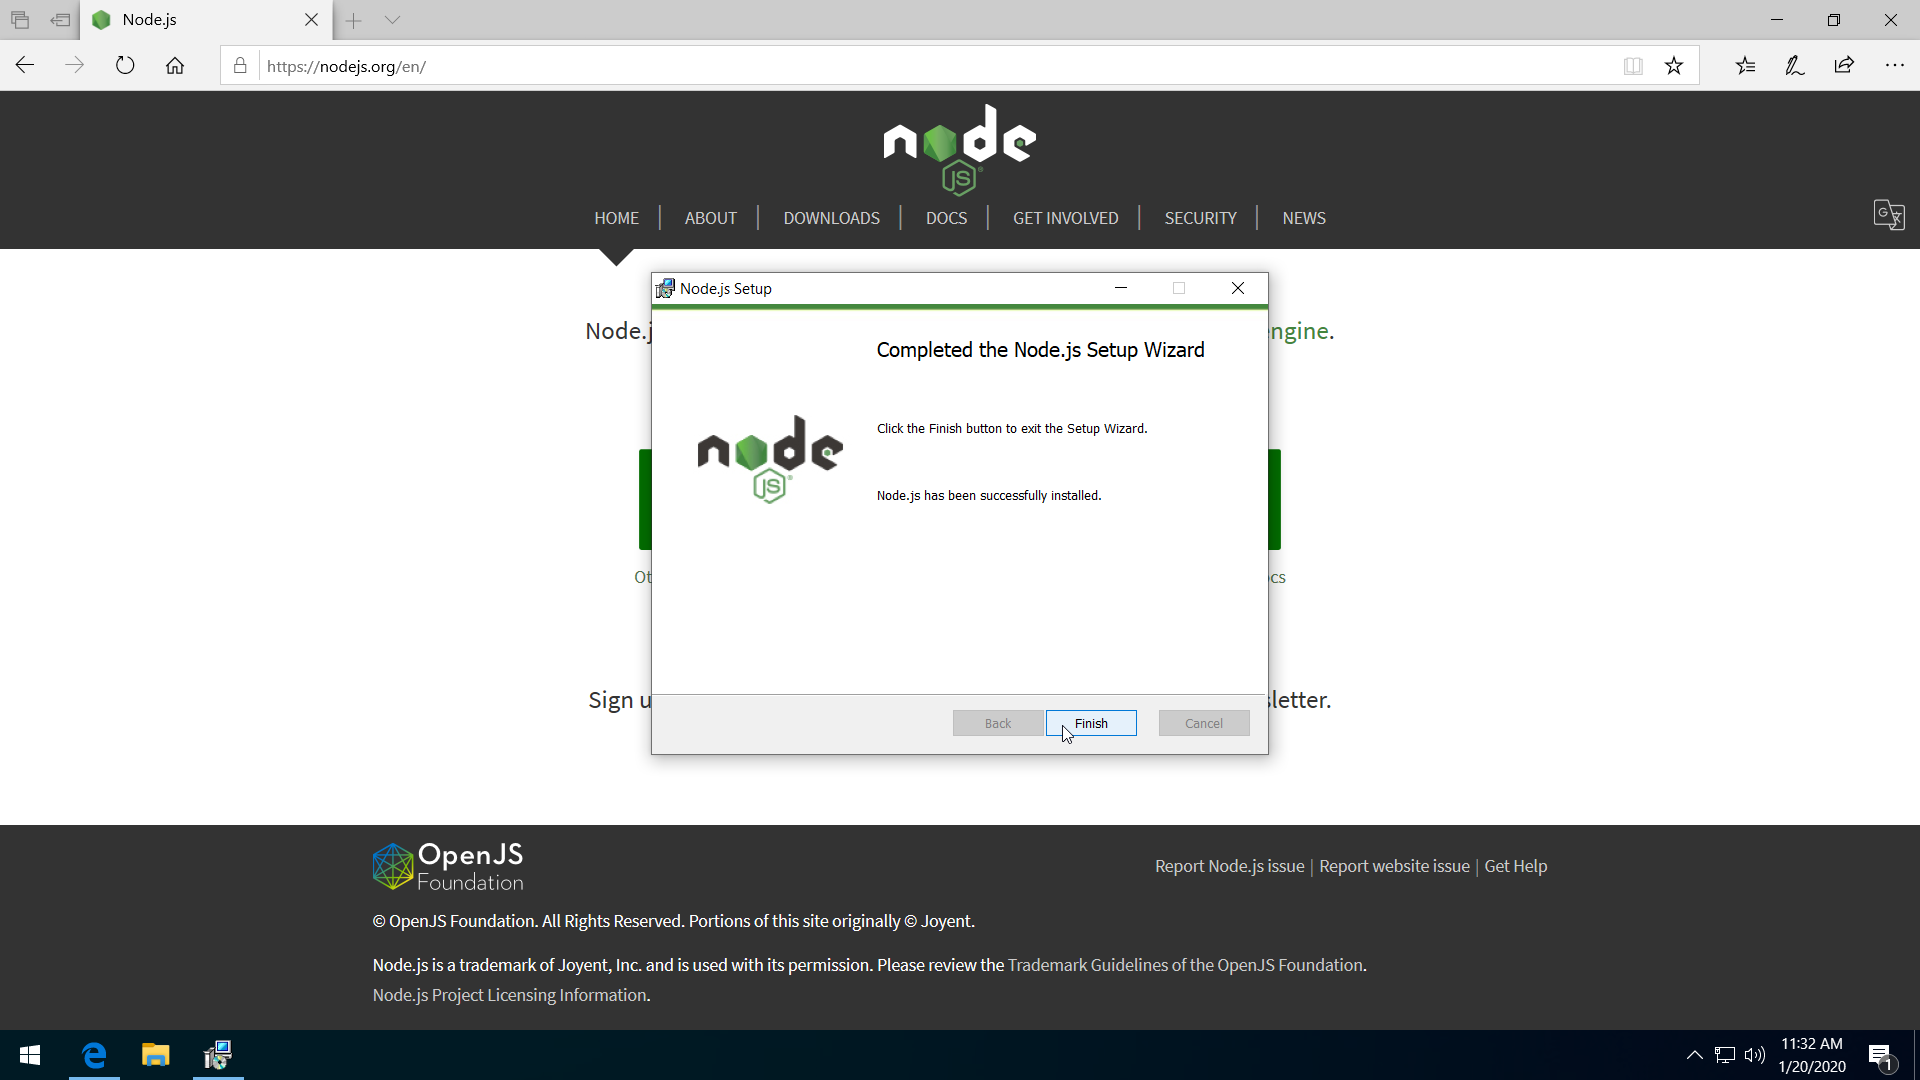 Node.js
https://nodejs.org/en/
node
JS
HOME | ABOUT | DOWNLOADS | DOCS | GET INVOLVED | SECURITY | NEWS
Node.js Setup
Node.j
engine.
Completed the Node.js Setup Wizard
Click the Finish button to exit the Setup Wizard.
node
JS
Node.js has been successfully installed.
Ot
ocs
Sign u
sletter.
Back
Finish
Cancel
OpenJS
Foundation
Report Node.js issue | Report website issue | Get Help
© OpenJS Foundation. All Rights Reserved. Portions of this site originally © Joyent.
Node.js is a trademark of Joyent, Inc. and is used with its permission. Please review the Trademark Guidelines of the OpenJS Foundation.
Node.js Project Licensing Information.
11:32 AM
1/20/2020
1